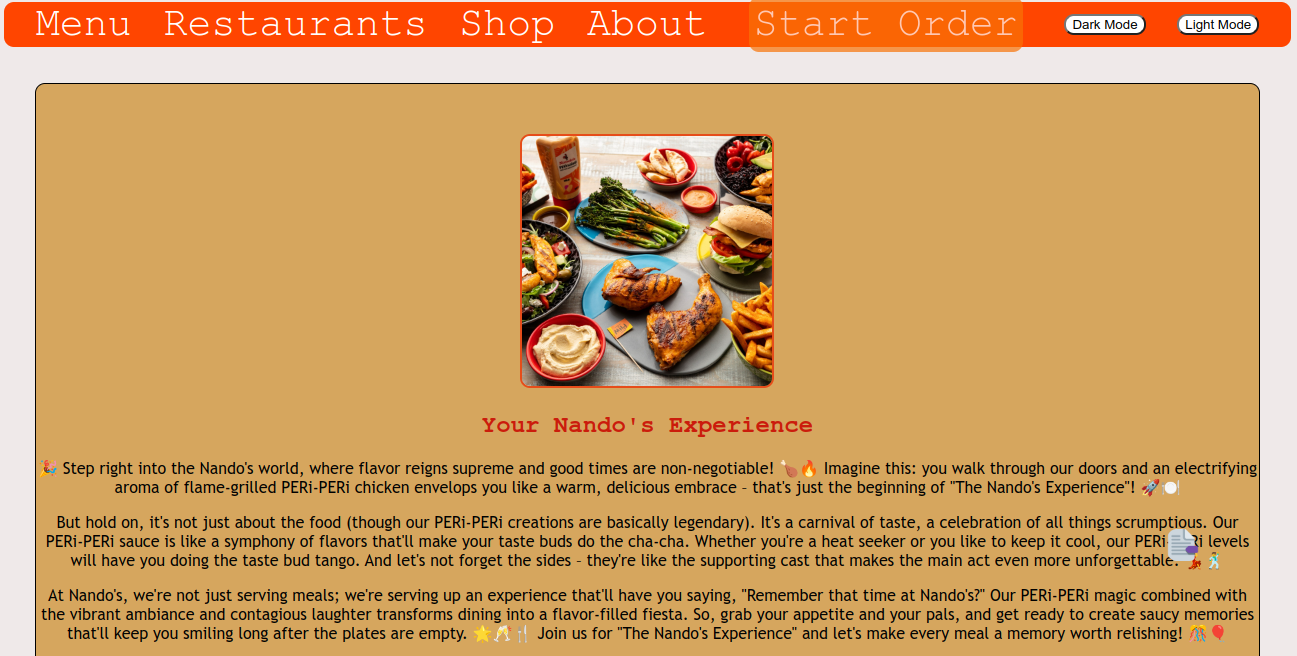 Menu Restaurants Shop About Start Order Dark Mode Light Mode
Your Nando's Experience
🎉 Step right into the Nando's world, where flavor reigns supreme and good times are non-negotiable! 🍗🔥 Imagine this: you walk through our doors and an electrifying
aroma of flame-grilled PERi-PERi chicken envelops you like a warm, delicious embrace - that's just the beginning of "The Nando's Experience"! 🚀🍽️
But hold on, it's not just about the food (though our PERi-PERi creations are basically legendary). It's a carnival of taste, a celebration of all things scrumptious. Our
PERi-PERi sauce is like a symphony of flavors that'll make your taste buds do the cha-cha. Whether you're a heat seeker or you like to keep it cool, our PERi-PERi levels
will have you doing the taste bud tango. And let's not forget the sides - they're like the supporting cast that makes the main act even more unforgettable. 💃🕺
At Nando's, we're not just serving meals; we're serving up an experience that'll have you saying, "Remember that time at Nando's?" Our PERi-PERi magic combined with
the vibrant ambiance and contagious laughter transforms dining into a flavor-filled fiesta. So, grab your appetite and your pals, and get ready to create saucy memories
that'll keep you smiling long after the plates are empty. 🌟🥂🍴 Join us for "The Nando's Experience" and let's make every meal a memory worth relishing! 🎊🎈